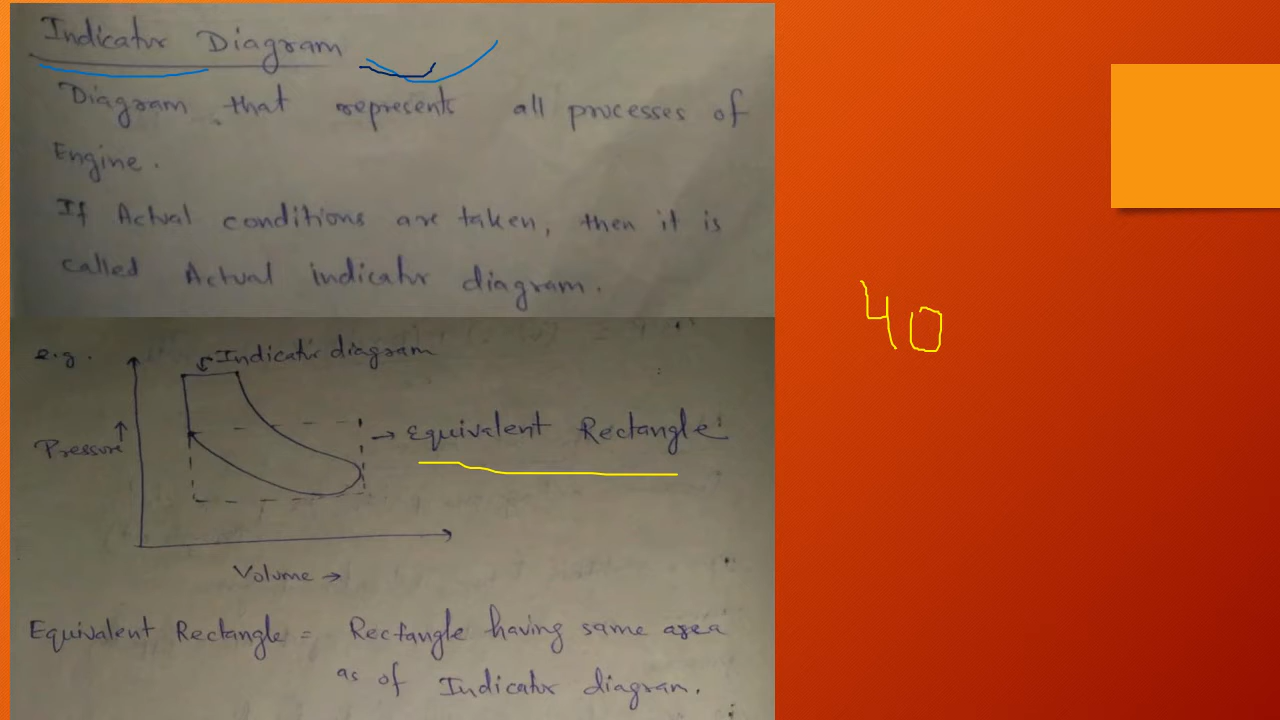 Indicator Diagram
Diagram that represents all processes of
Engine.
If Actual conditions are taken, then it is
called Actual indicator diagram.
e.g.
Indicator diagram
Pressure
→ Equivalent Rectangle
Volume →
Equivalent Rectangle = Rectangle having same area
as of Indicator diagram.
40